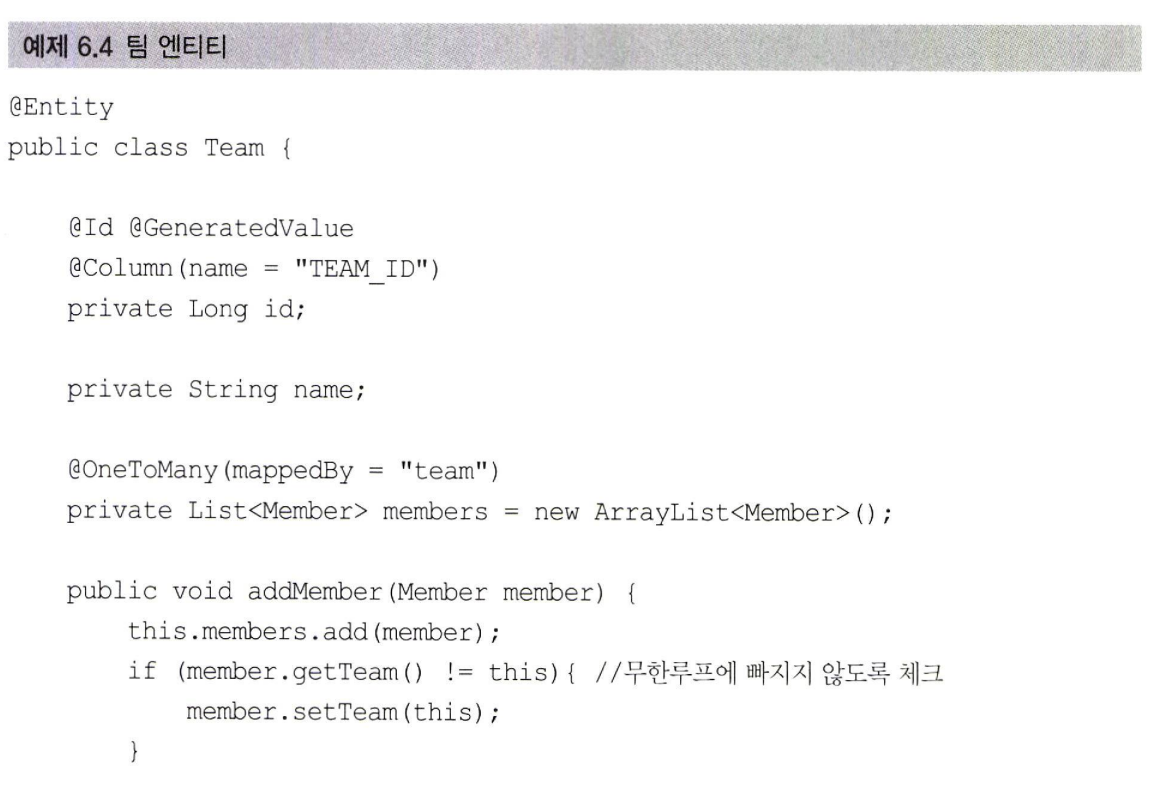 예제 6.4 팀 엔티티
@Entity
public class Team {
@Id @GeneratedValue
@Column(name = "TEAM_ID")
private Long id;
private String name;
@OneToMany(mappedBy = "team")
private List<Member> members = new ArrayList<Member>();
public void addMember(Member member) {
this.members.add(member);
if (member.getTeam() != this){ //무한루프에 빠지지 않도록 체크
member.setTeam(this);
}